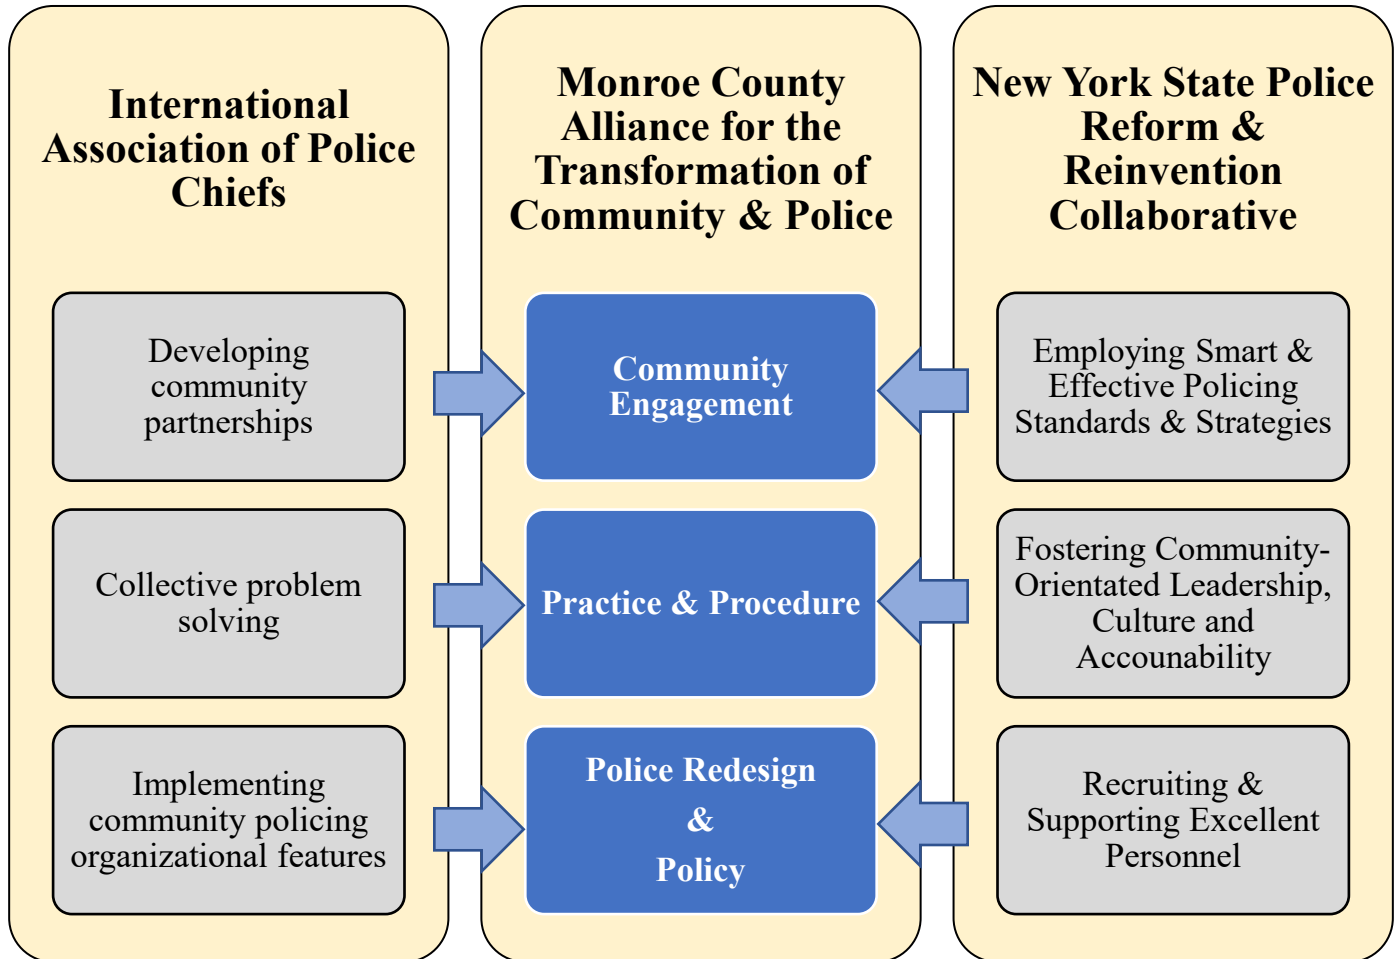 International
Association of Police
Chiefs
Developing
community
partnerships
Collective problem
solving
Implementing
community policing
organizational features
Monroe County
Alliance for the
Transformation of
Community & Police
Community
Engagement
Practice & Procedure
Police Redesign
&
Policy
New York State Police
Reform &
Reinvention
Collaborative
Employing Smart &
Effective Policing
Standards & Strategies
Fostering Community-
Orientated Leadership,
Culture and
Accounability
Recruiting &
Supporting Excellent
Personnel